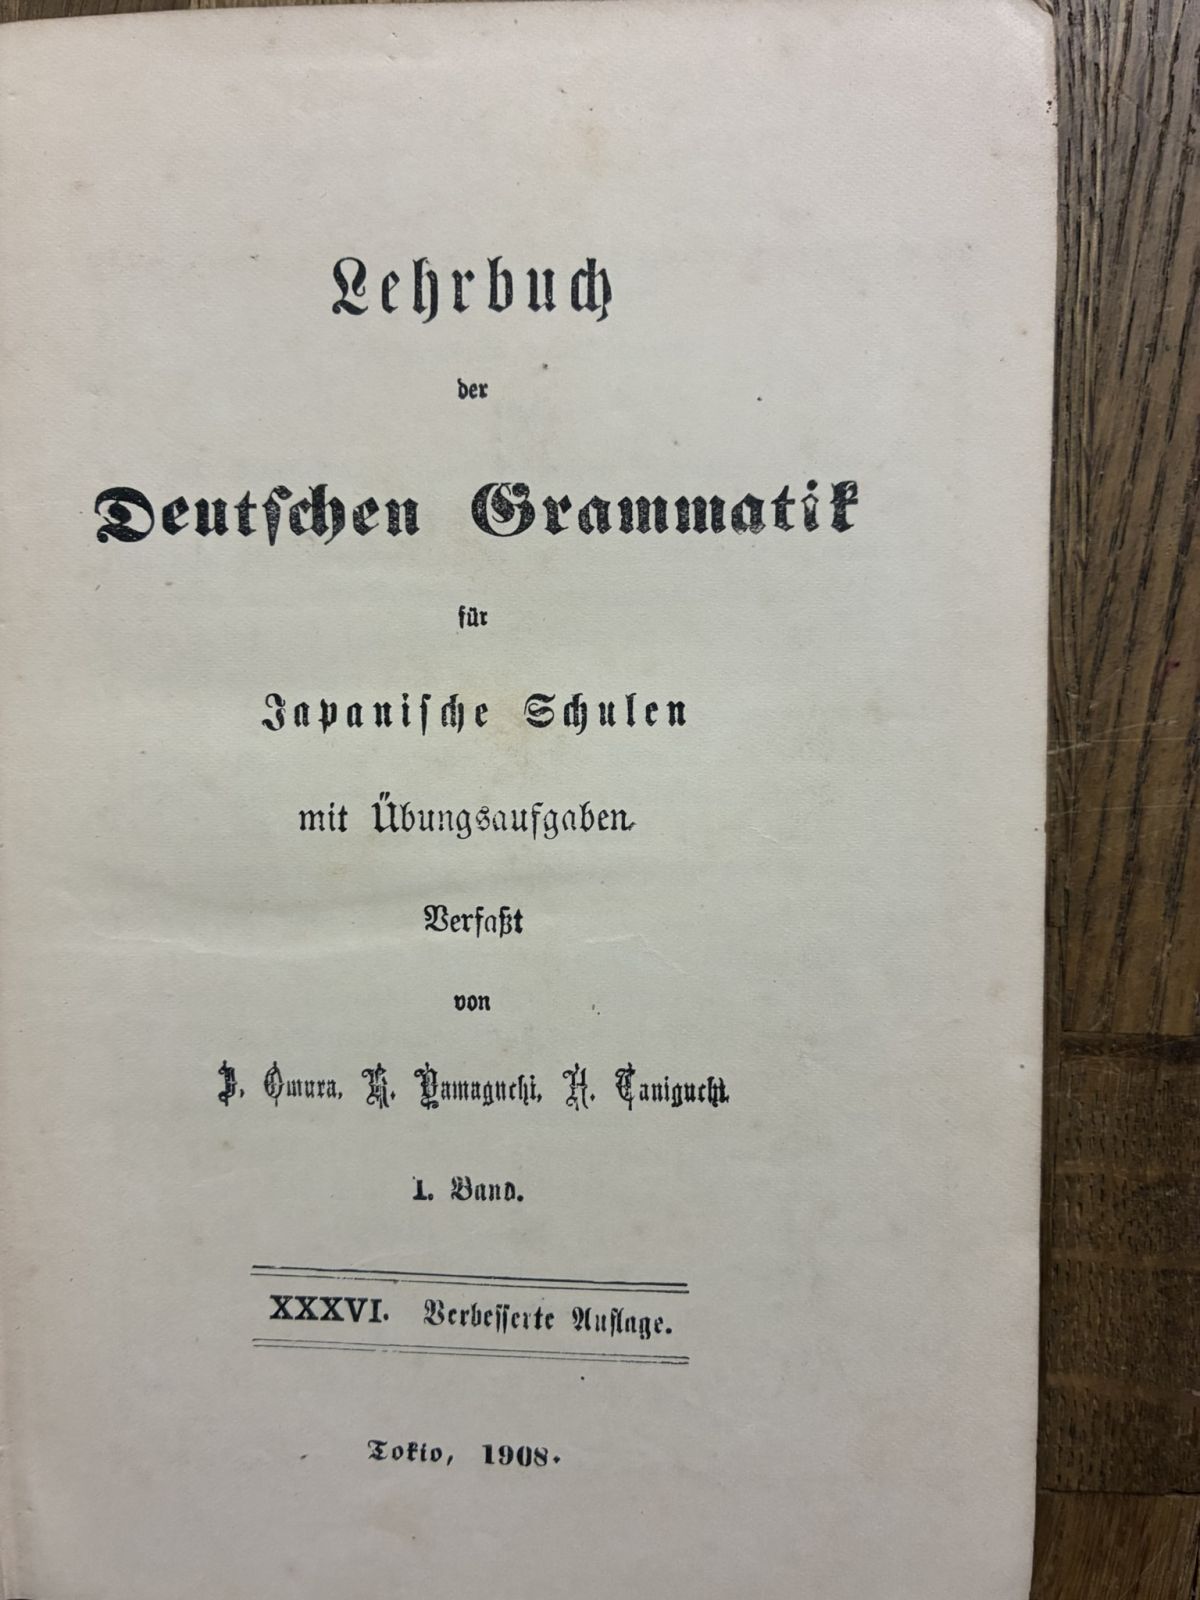 Lehrbuch
der
Deutschen Grammatik
für
Japanische Schulen
mit Übungsaufgaben.
Verfaßt
von
J. Omura, K. Yamaguchi, H. Taniguchi.
I. Band.
XXXVI. Verbesserte Auflage.
Tokio, 1908.